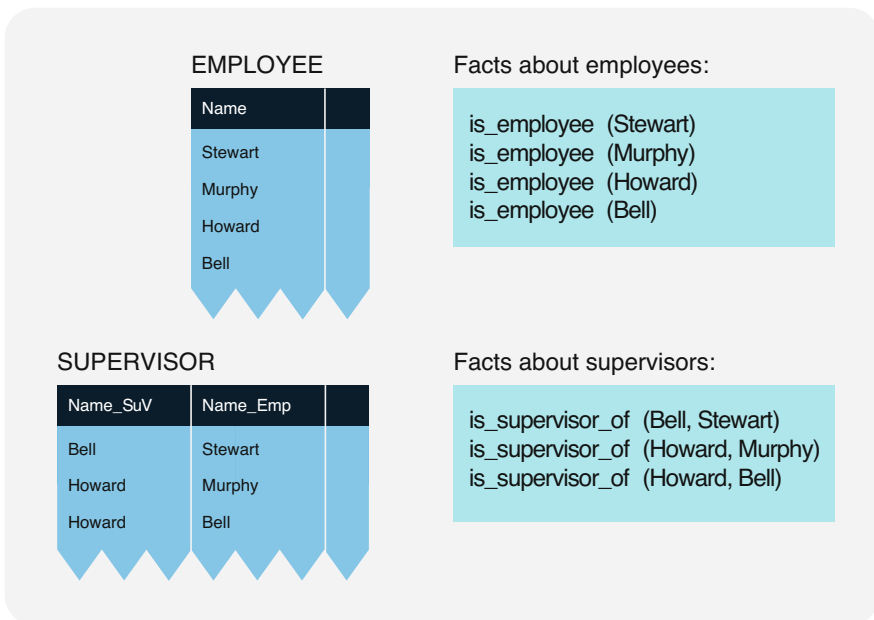 EMPLOYEE
Name
Stewart
Murphy
Howard
Bell
Facts about employees:
is_employee (Stewart)
is_employee (Murphy)
is_employee (Howard)
is_employee (Bell)
SUPERVISOR
Name_SuV Name_Emp
Bell Stewart
Howard Murphy
Howard Bell
Facts about supervisors:
is_supervisor_of (Bell, Stewart)
is_supervisor_of (Howard, Murphy)
is_supervisor_of (Howard, Bell)